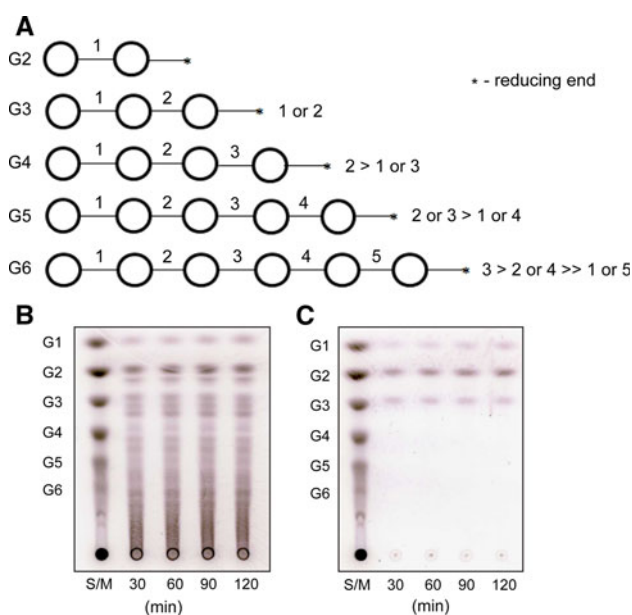 A
1
G2 * - reducing end
1 2
G3 * 1 or 2
1 2 3
G4 * 2 > 1 or 3
1 2 3 4
G5 * 2 or 3 > 1 or 4
1 2 3 4 5
G6 * 3 > 2 or 4 >> 1 or 5
B
G1
G2
G3
G4
G5
G6
S/M 30 60 90 120
(min)
C
G1
G2
G3
G4
G5
G6
S/M 30 60 90 120
(min)